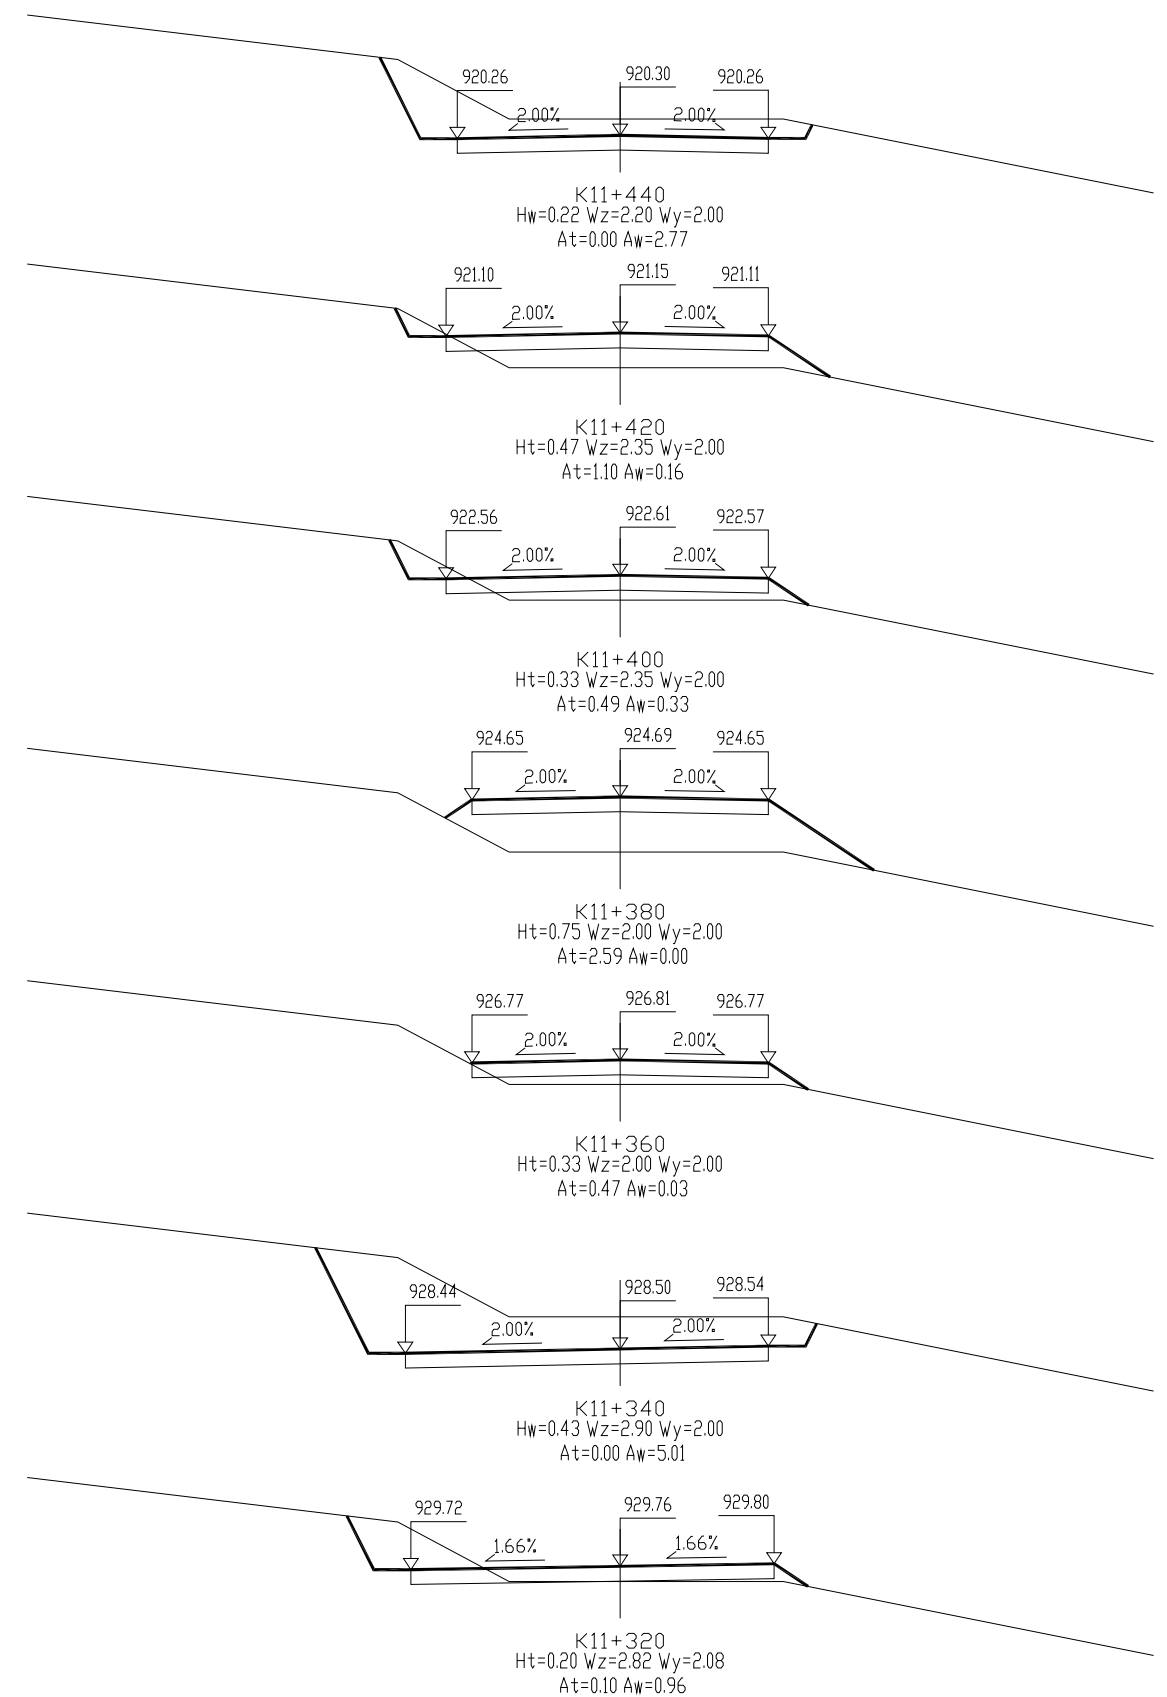 920.26 920.30 920.26
2.00% 2.00%
K11+440
Hw=0.22 Wz=2.20 Wy=2.00
At=0.00 Aw=2.77
921.10 921.15 921.11
2.00% 2.00%
K11+420
Ht=0.47 Wz=2.35 Wy=2.00
At=1.10 Aw=0.16
922.56 922.61 922.57
2.00% 2.00%
K11+400
Ht=0.33 Wz=2.35 Wy=2.00
At=0.49 Aw=0.33
924.65 924.69 924.65
2.00% 2.00%
K11+380
Ht=0.75 Wz=2.00 Wy=2.00
At=2.59 Aw=0.00
926.77 926.81 926.77
2.00% 2.00%
K11+360
Ht=0.33 Wz=2.00 Wy=2.00
At=0.47 Aw=0.03
928.44 928.50 928.54
2.00% 2.00%
K11+340
Hw=0.43 Wz=2.90 Wy=2.00
At=0.00 Aw=5.01
929.72 929.76 929.80
1.66% 1.66%
K11+320
Ht=0.20 Wz=2.82 Wy=2.08
At=0.10 Aw=0.96